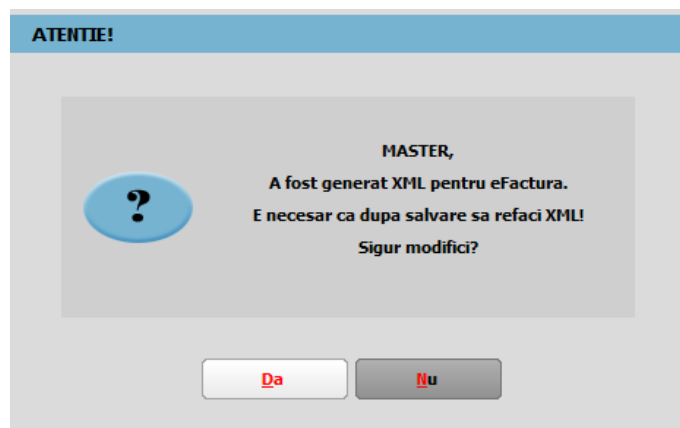 ATENTIE!
MASTER,
A fost generat XML pentru eFactura.
E necesar ca dupa salvare sa refaci XML!
Sigur modifici?
?
Da
Nu